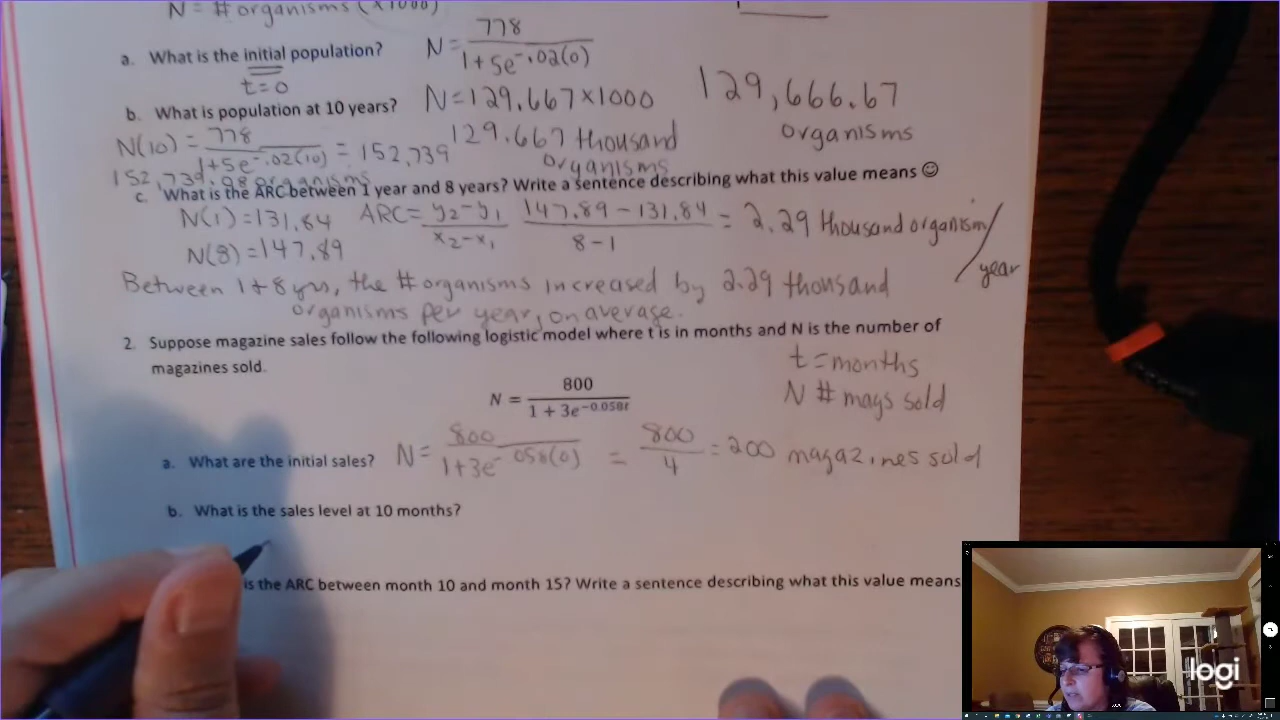 N = # organisms (x1000)
a. What is the initial population?
t = 0
N = 778 / 1+5e^-.02(0)
N = 129.667 x 1000
129.667 thousand organisms
129,666.67 organisms
b. What is population at 10 years?
N(10) = 778 / 1+5e^-.02(10) = 152,739
152,739.98 organisms
c. What is the ARC between 1 year and 8 years? Write a sentence describing what this value means ☺
N(1) = 131.84
N(8) = 147.89
ARC = y₂-y₁ / x₂-x₁
147.89 - 131.84 / 8-1 = 2.29 thousand organism/year
Between 1 + 8 yrs, the # organisms increased by 2.29 thousand
organisms per year, on average.
2. Suppose magazine sales follow the following logistic model where t is in months and N is the number of
magazines sold.
t = months
N # mags sold
N = 800 / 1 + 3e^-0.058t
a. What are the initial sales?
N = 800 / 1+3e^-.058(0) = 800 / 4 = 200 magazines sold
b. What is the sales level at 10 months?
is the ARC between month 10 and month 15? Write a sentence describing what this value means
logi